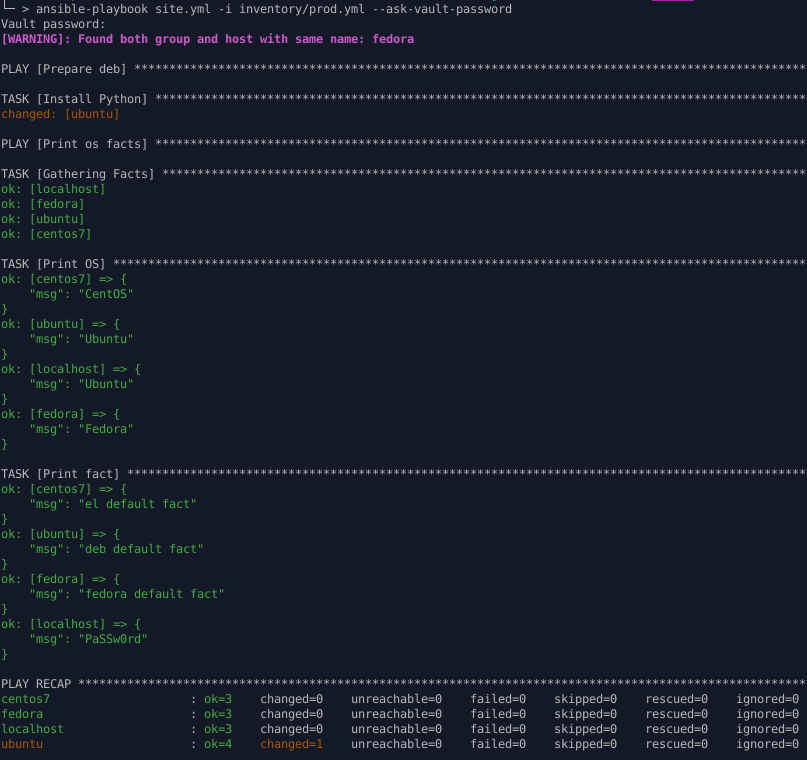 └─ > ansible-playbook site.yml -i inventory/prod.yml --ask-vault-password
Vault password:
[WARNING]: Found both group and host with same name: fedora

PLAY [Prepare deb] ************************************************************************************************

TASK [Install Python] *********************************************************************************************
changed: [ubuntu]

PLAY [Print os facts] *********************************************************************************************

TASK [Gathering Facts] ********************************************************************************************
ok: [localhost]
ok: [fedora]
ok: [ubuntu]
ok: [centos7]

TASK [Print OS] ***************************************************************************************************
ok: [centos7] => {
    "msg": "CentOS"
}
ok: [ubuntu] => {
    "msg": "Ubuntu"
}
ok: [localhost] => {
    "msg": "Ubuntu"
}
ok: [fedora] => {
    "msg": "Fedora"
}

TASK [Print fact] *************************************************************************************************
ok: [centos7] => {
    "msg": "el default fact"
}
ok: [ubuntu] => {
    "msg": "deb default fact"
}
ok: [fedora] => {
    "msg": "fedora default fact"
}
ok: [localhost] => {
    "msg": "PaSSw0rd"
}

PLAY RECAP ********************************************************************************************************
centos7                    : ok=3    changed=0    unreachable=0    failed=0    skipped=0    rescued=0    ignored=0
fedora                     : ok=3    changed=0    unreachable=0    failed=0    skipped=0    rescued=0    ignored=0
localhost                  : ok=3    changed=0    unreachable=0    failed=0    skipped=0    rescued=0    ignored=0
ubuntu                     : ok=4    changed=1    unreachable=0    failed=0    skipped=0    rescued=0    ignored=0